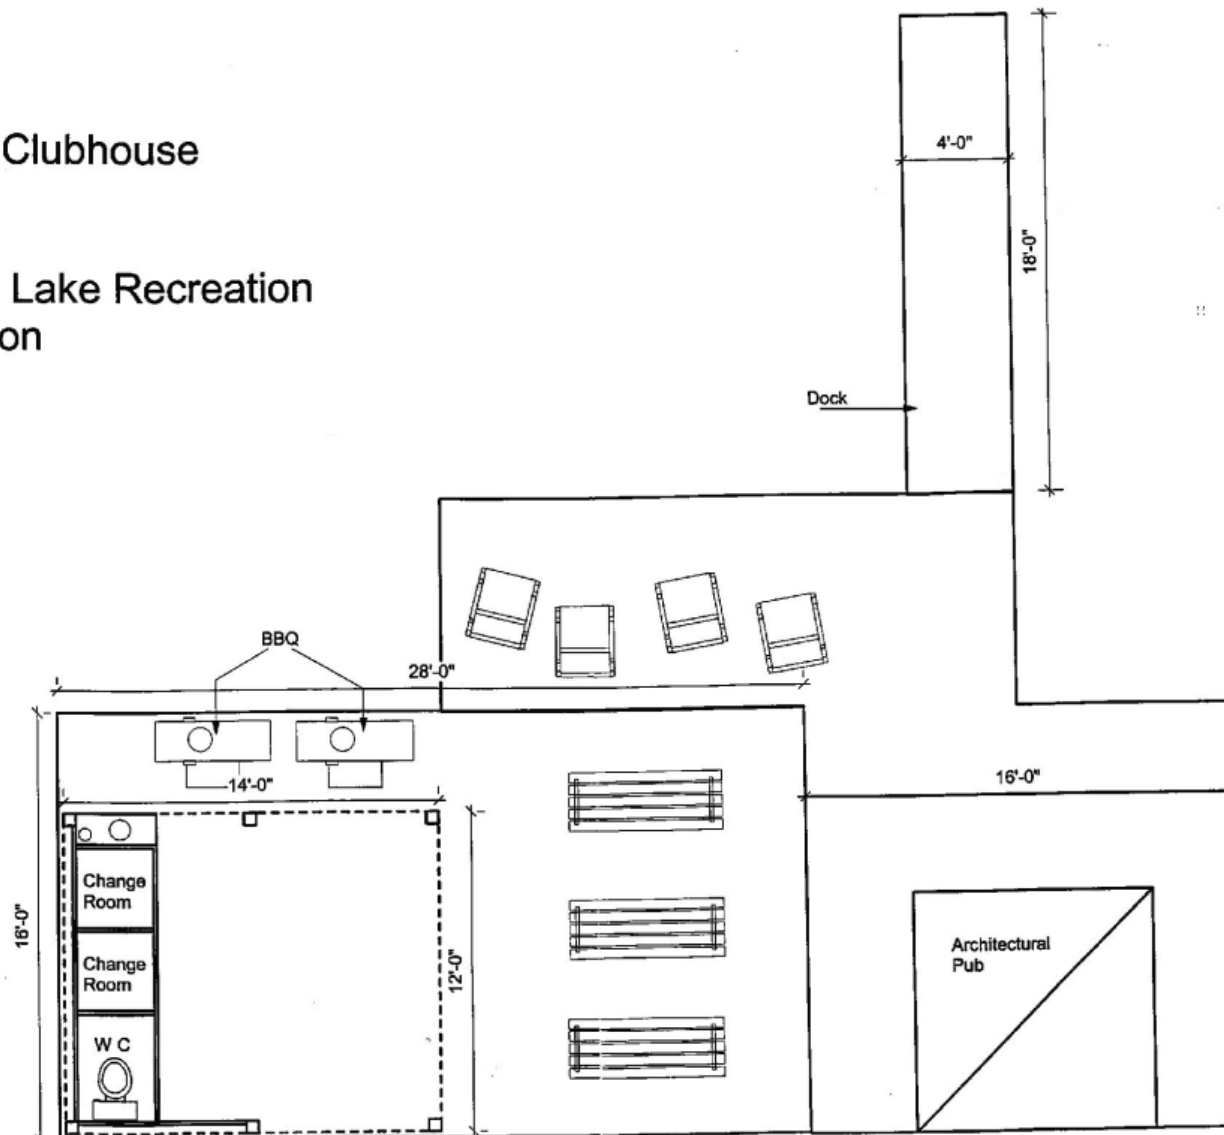 Clubhouse
Lake Recreation
on
4'-0"
18'-0"
Dock
BBQ
28'-0"
14'-0"
16'-0"
Change
Room
Change
Room
W C
16'-0"
12'-0"
Architectural
Pub